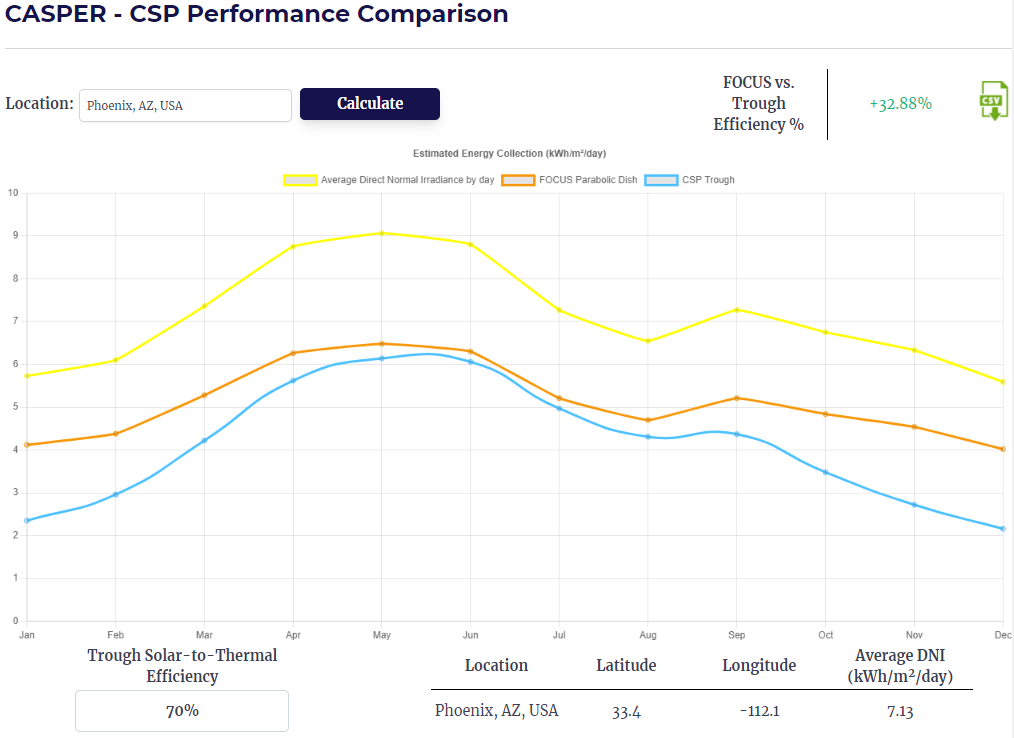 CASPER - CSP Performance Comparison
Location: Phoenix, AZ, USA Calculate
FOCUS vs.
Trough
Efficiency %
+32.88%
CSV
Estimated Energy Collection (kWh/m²/day)
Average Direct Normal Irradiance by day FOCUS Parabolic Dish CSP Trough
10
9
8
7
6
5
4
3
2
1
0
Jan Feb Mar Apr May Jun Jul Aug Sep Oct Nov Dec
Trough Solar-to-Thermal
Efficiency
70%
Location Latitude Longitude Average DNI
(kWh/m²/day)
Phoenix, AZ, USA 33.4 -112.1 7.13